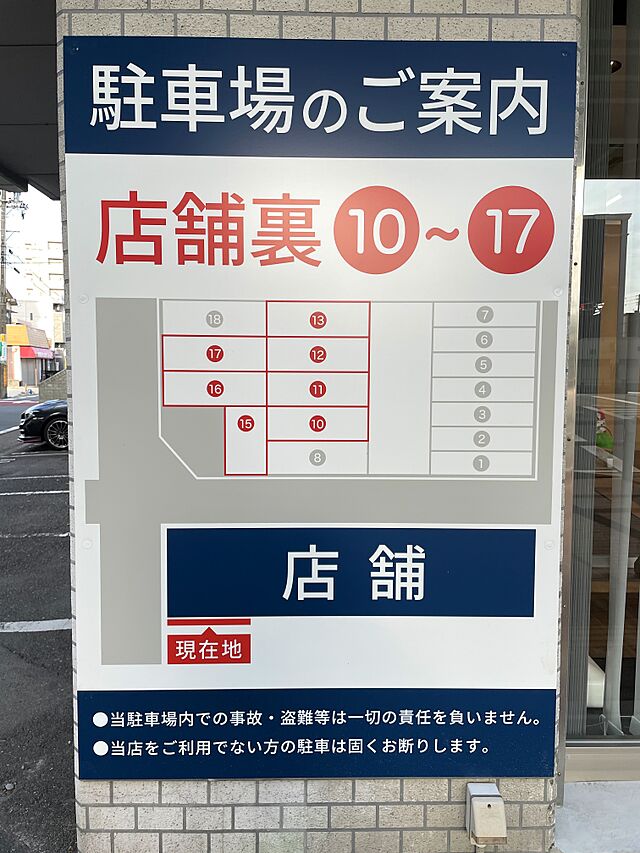 駐車場のご案内
店舗裏 10~17
18 13 7
17 12 6
16 11 5
15 10 4
8 3
2
1
店舗
現在地
●当駐車場内での事故・盗難等は一切の責任を負いません。
●当店をご利用でない方の駐車は固くお断りします。